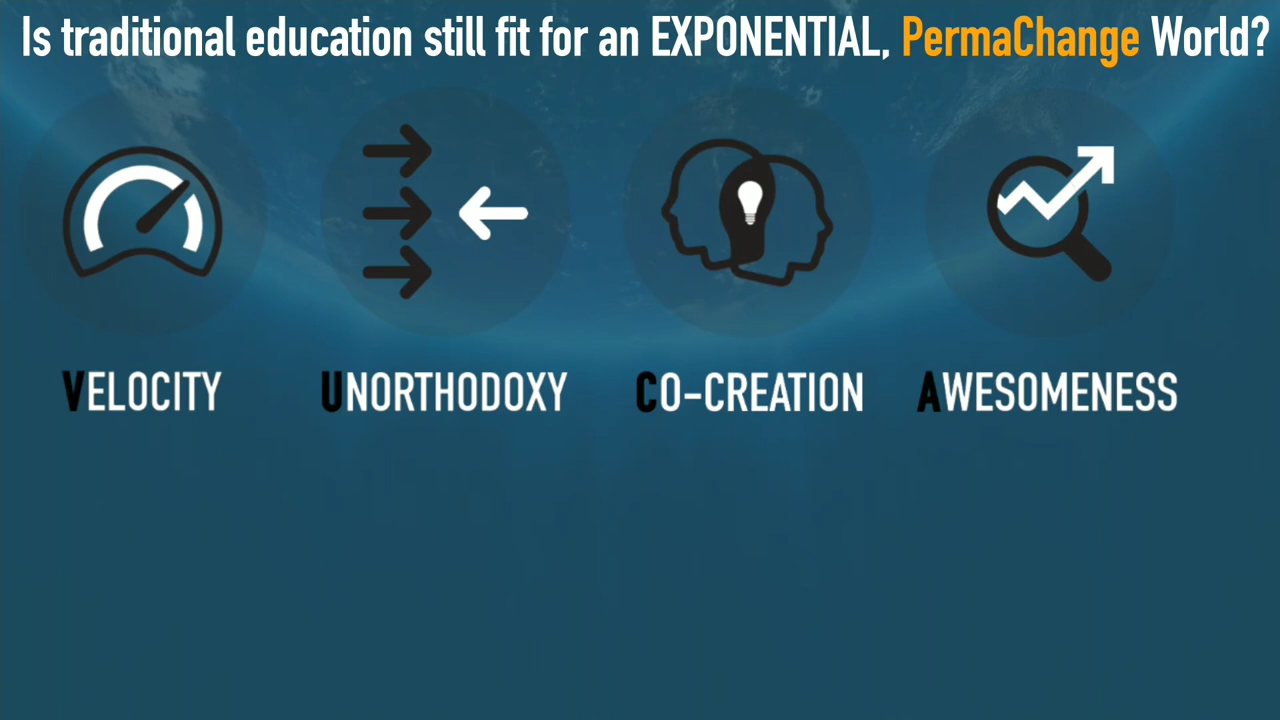 Is traditional education still fit for an EXPONENTIAL, PermaChange World?
VELOCITY
UNORTHODOXY
CO-CREATION
AWESOMENESS